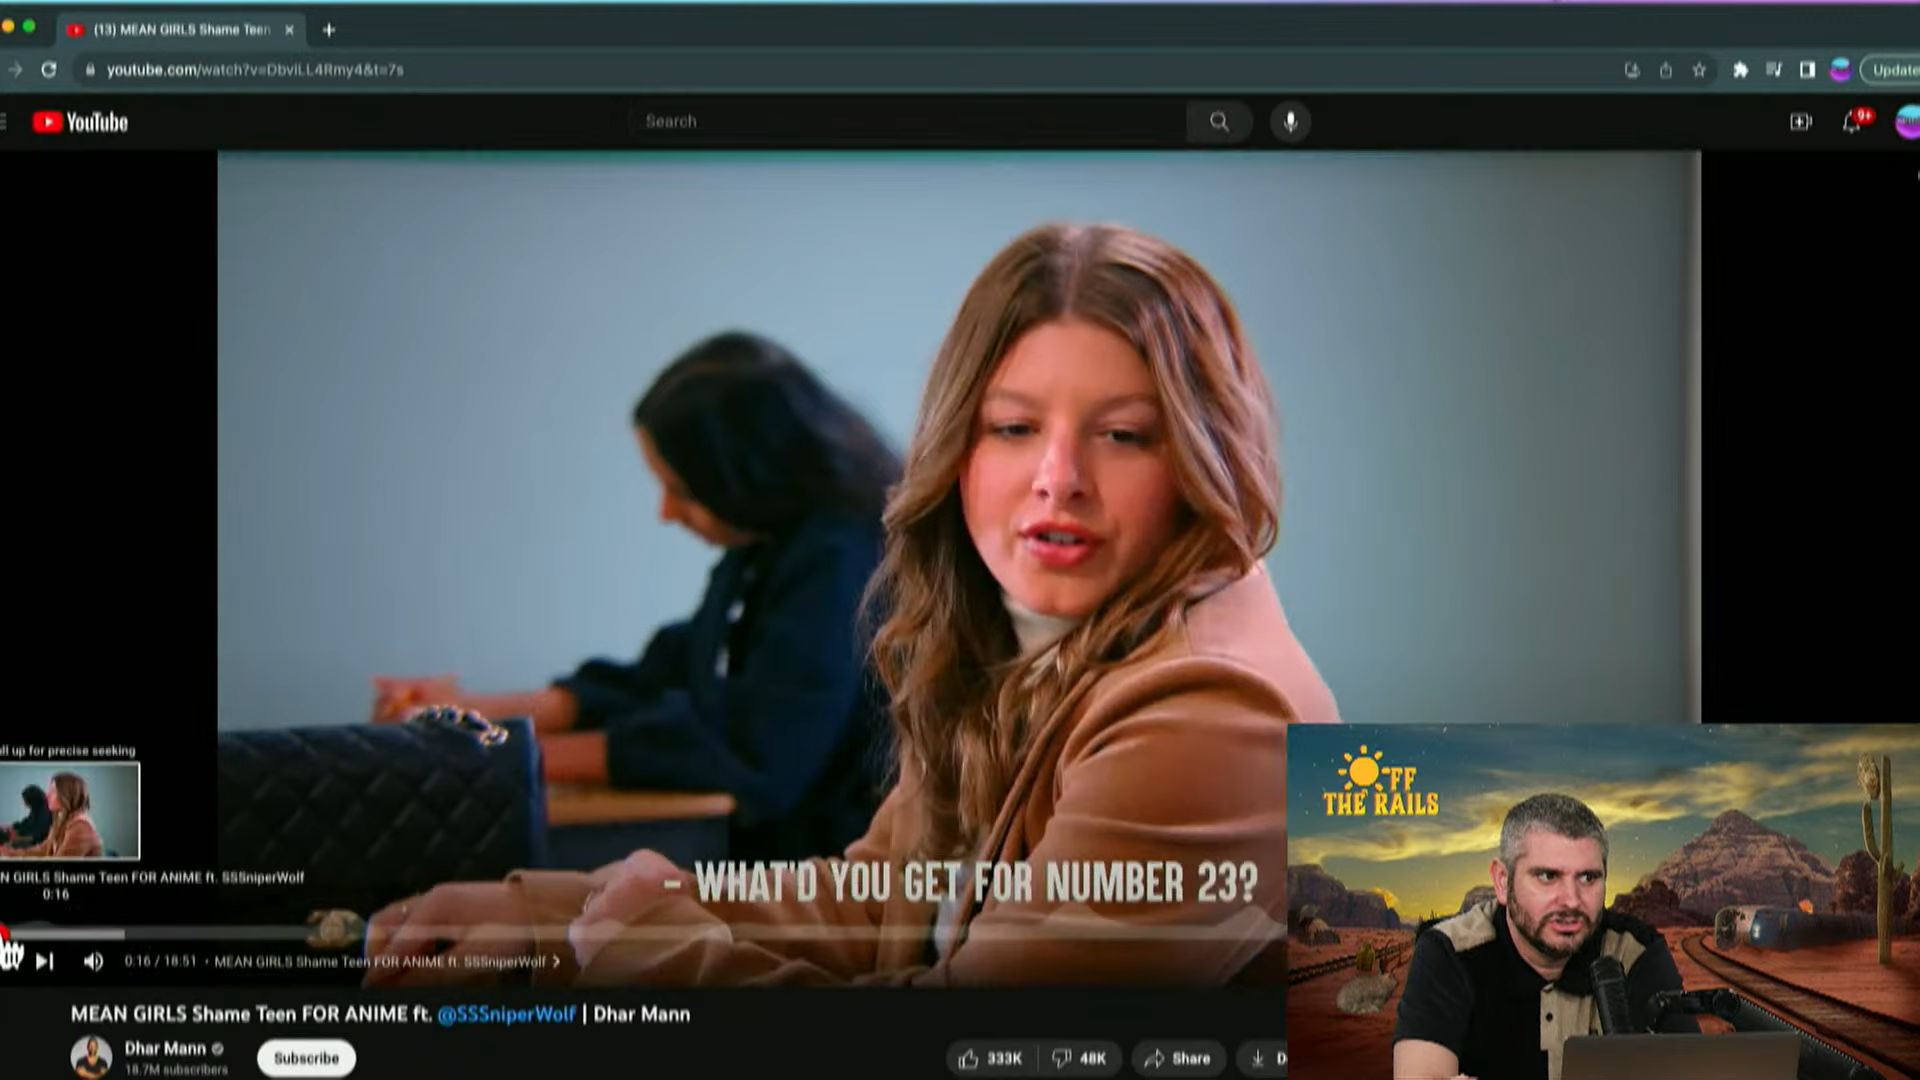 (13) MEAN GIRLS Shame Teen
youtube.com/watch?v=DbviLL4Rmy4&t=7s
Update
YouTube
Search
9+
OFF
THE RAILS
ll up for precise seeking
N GIRLS Shame Teen FOR ANIME ft. SSSniperWolf
0:16
- WHAT'D YOU GET FOR NUMBER 23?
0:16 / 18:51 • MEAN GIRLS Shame Teen FOR ANIME ft. SSSniperWolf >
MEAN GIRLS Shame Teen FOR ANIME ft. @SSSniperWolf | Dhar Mann
Dhar Mann
18.7M subscribers
Subscribe
333K
48K
Share
D